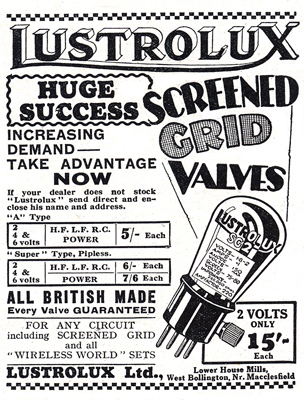 LUSTROLUX
HUGE
SUCCESS
SCREENED
GRID
VALVES
INCREASING
DEMAND—
TAKE ADVANTAGE
NOW
If your dealer does not stock
"Lustrolux" send direct and en-
close his name and address.
"A" Type
2
4 &
6 volts
H.F. L.F. R.C.
POWER
5/- Each
"Super" Type, Pipless.
2
4 &
6 volts
H.F. L.F. R.C.
POWER
6/- Each
7/6 Each
ALL BRITISH MADE
Every Valve GUARANTEED
FOR ANY CIRCUIT
including SCREENED GRID
and all
"WIRELESS WORLD" SETS
LUSTROLUX
2 VOLTS
ONLY
15'-
Each
LUSTROLUX Ltd.,
Lower House Mills,
West Bollington, Nr. Macclesfield